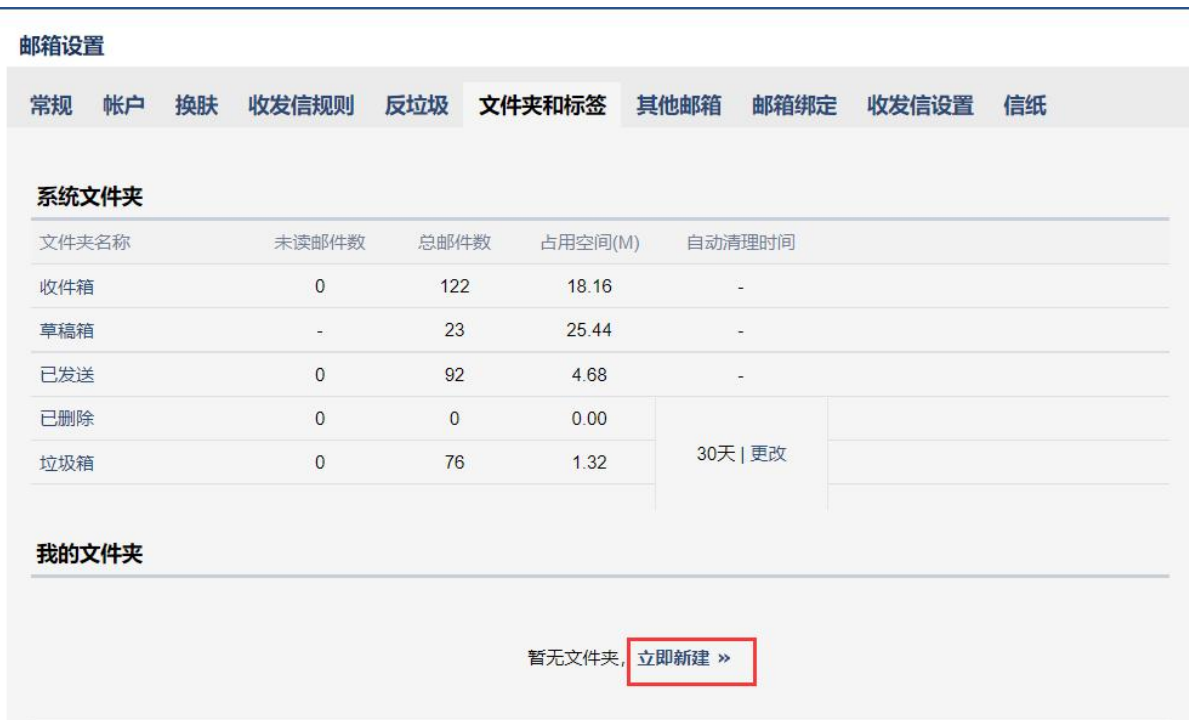 邮箱设置
常规 帐户 换肤 收发信规则 反垃圾 文件夹和标签 其他邮箱 邮箱绑定 收发信设置 信纸
系统文件夹
文件夹名称 未读邮件数 总邮件数 占用空间(M) 自动清理时间
收件箱 0 122 18.16 -
草稿箱 - 23 25.44 -
已发送 0 92 4.68 -
已删除 0 0 0.00
30天 | 更改
垃圾箱 0 76 1.32
我的文件夹
暂无文件夹, 立即新建 »